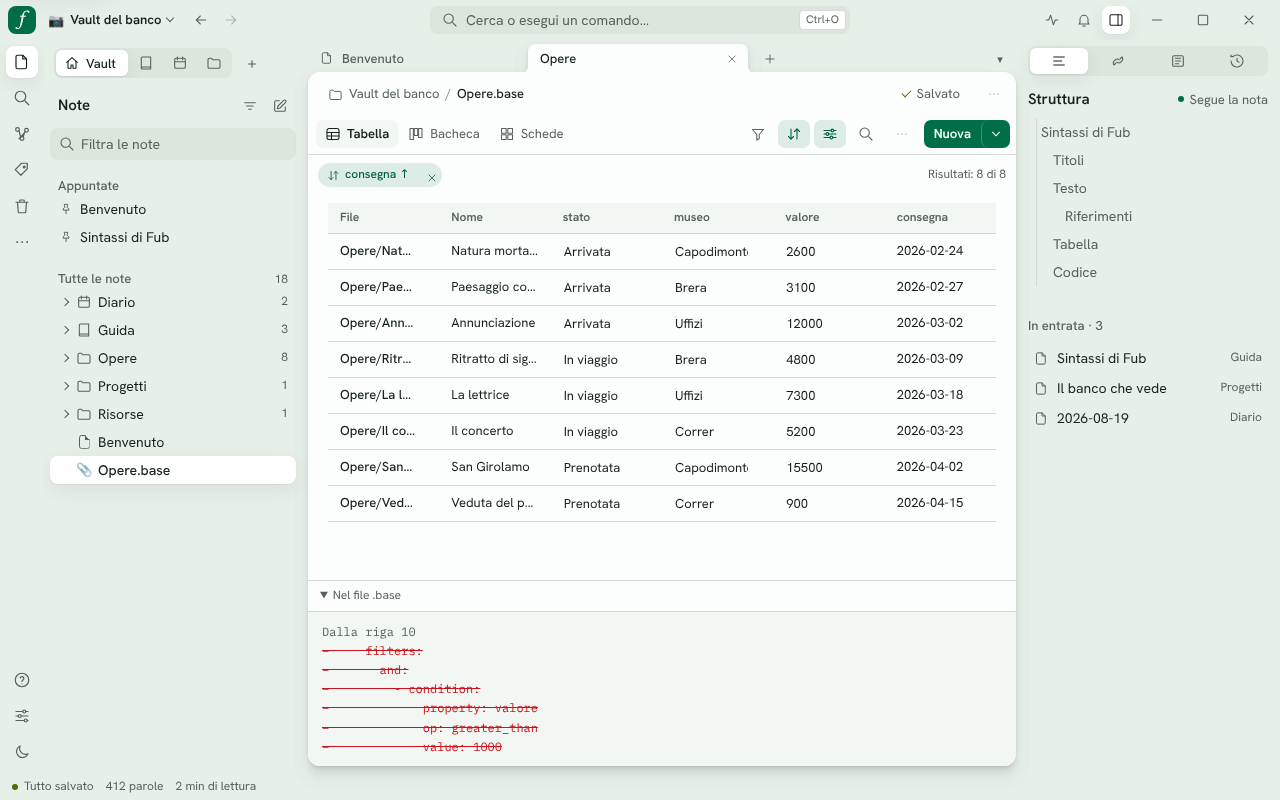 f
Vault del banco
Cerca o esegui un comando...
Ctrl+O
Vault
Benvenuto
Opere
Note
Filtra le note
Appuntate
Benvenuto
Sintassi di Fub
Tutte le note 18
Diario 2
Guida 3
Opere 8
Progetti 1
Risorse 1
Benvenuto
Opere.base
Vault del banco / Opere.base
Salvato
Tabella
Bacheca
Schede
Nuova
consegna ↑
Risultati: 8 di 8
File Nome stato museo valore consegna
Opere/Nat... Natura morta... Arrivata Capodimont 2600 2026-02-24
Opere/Pae... Paesaggio co... Arrivata Brera 3100 2026-02-27
Opere/Ann... Annunciazione Arrivata Uffizi 12000 2026-03-02
Opere/Ritr... Ritratto di sig... In viaggio Brera 4800 2026-03-09
Opere/La l... La lettrice In viaggio Uffizi 7300 2026-03-18
Opere/Il co... Il concerto In viaggio Correr 5200 2026-03-23
Opere/San... San Girolamo Prenotata Capodimont 15500 2026-04-02
Opere/Ved... Veduta del p... Prenotata Correr 900 2026-04-15
Nel file .base
Dalla riga 10
- filters:
- and:
- - condition:
- property: valore
- op: greater_than
- value: 1000
Struttura
Segue la nota
Sintassi di Fub
Titoli
Testo
Riferimenti
Tabella
Codice
In entrata · 3
Sintassi di Fub Guida
Il banco che vede Progetti
2026-08-19 Diario
Tutto salvato 412 parole 2 min di lettura